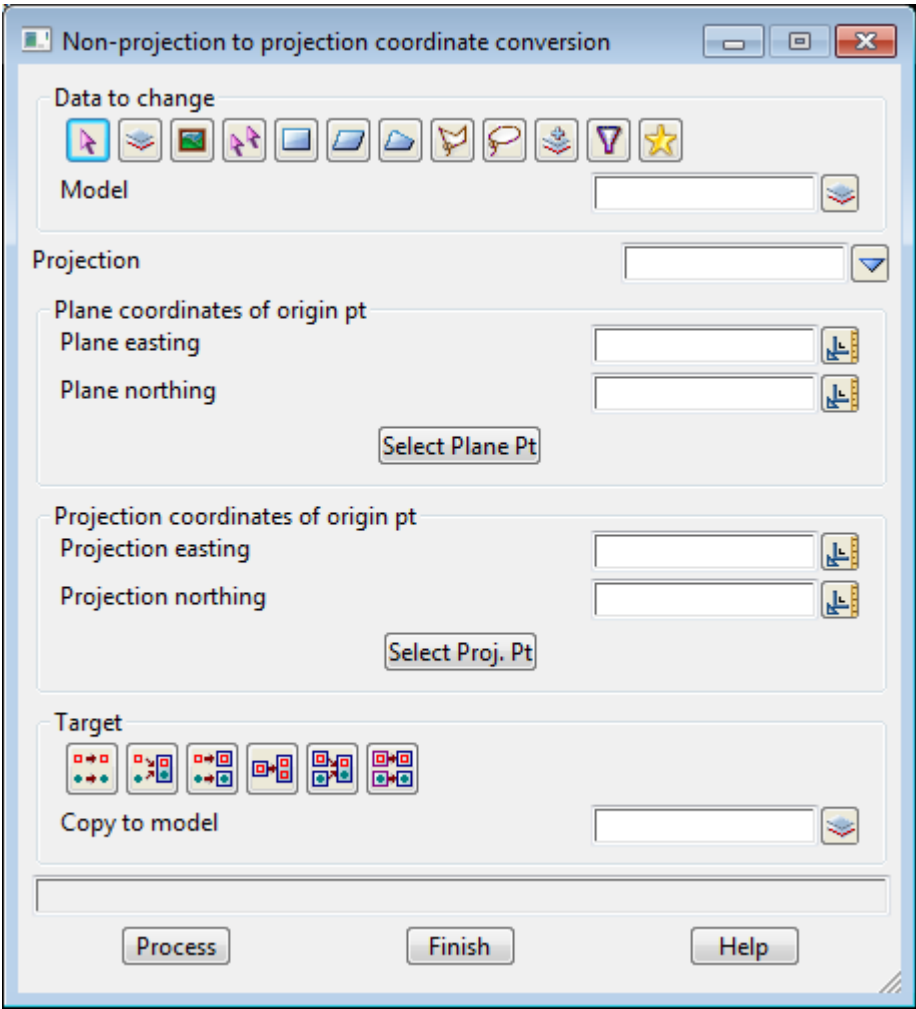 Non-projection to projection coordinate conversion
Data to change
Model
Projection
Plane coordinates of origin pt
Plane easting
Plane northing
Select Plane Pt
Projection coordinates of origin pt
Projection easting
Projection northing
Select Proj. Pt
Target
Copy to model
Process Finish Help